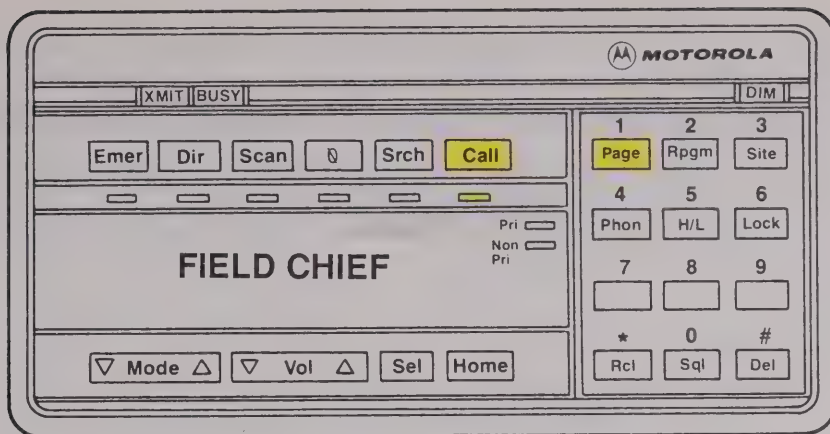 MOTOROLA
XMIT BUSY DIM
1 2 3
Emer Dir Scan Srch Call Page Rpgm Site
4 5 6
Pri
Phon H/L Lock
Non
Pri
FIELD CHIEF
7 8 9
* 0 #
Mode Vol Sel Home Rcl Sql Del